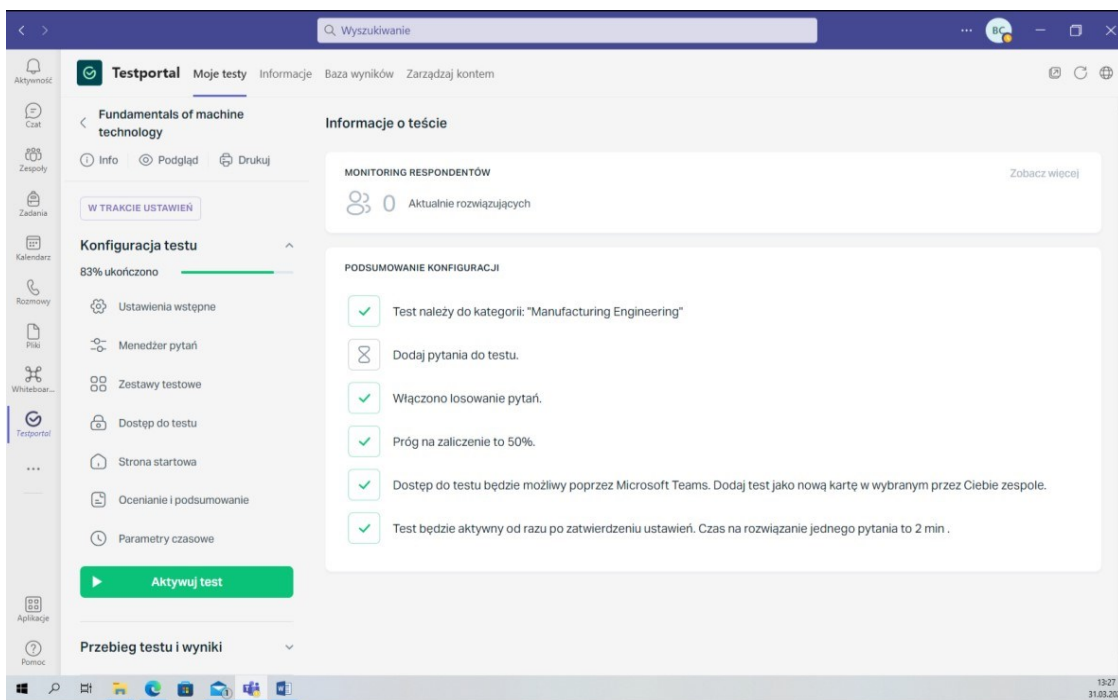 Wyszukiwanie
...
BC
Aktywność
Czat
Zespoły
Zadania
Kalendarz
Rozmowy
Pliki
Whiteboar...
Testportal
...
Aplikacje
Pomoc
Testportal Moje testy Informacje Baza wyników Zarządzaj kontem
Fundamentals of machine
technology
Info Podgląd Drukuj
W TRAKCIE USTAWIEŃ
Konfiguracja testu
83% ukończono
Ustawienia wstępne
Menedżer pytań
Zestawy testowe
Dostęp do testu
Strona startowa
Ocenianie i podsumowanie
Parametry czasowe
Aktywuj test
Przebieg testu i wyniki
Informacje o teście
MONITORING RESPONDENTÓW Zobacz więcej
0 Aktualnie rozwiązujących
PODSUMOWANIE KONFIGURACJI
Test należy do kategorii: "Manufacturing Engineering"
Dodaj pytania do testu.
Włączono losowanie pytań.
Próg na zaliczenie to 50%.
Dostęp do testu będzie możliwy poprzez Microsoft Teams. Dodaj test jako nową kartę w wybranym przez Ciebie zespole.
Test będzie aktywny od razu po zatwierdzeniu ustawień. Czas na rozwiązanie jednego pytania to 2 min .
13:27